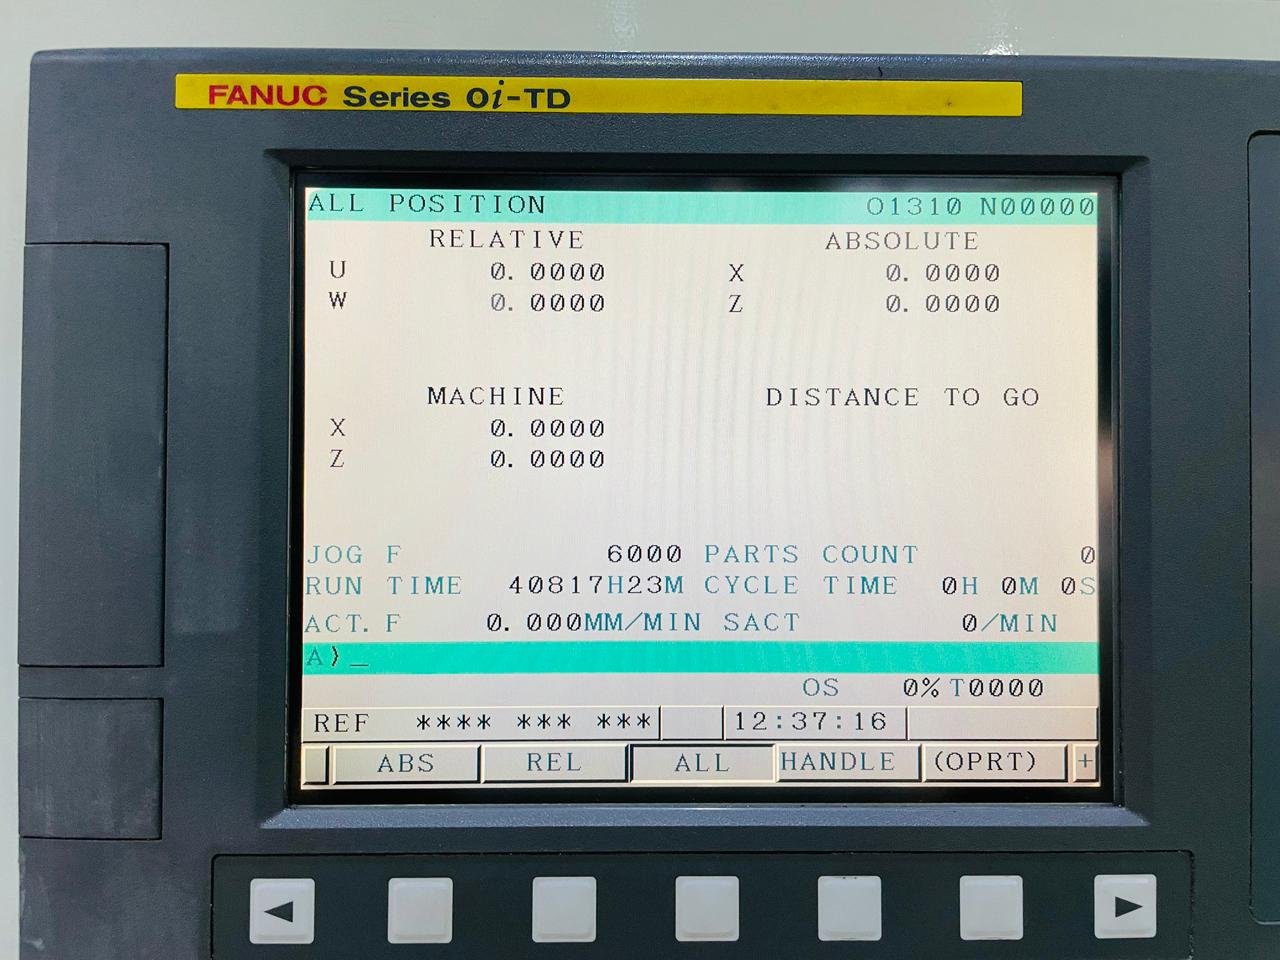 FANUC Series 0i-TD
ALL POSITION O1310 N00000
RELATIVE ABSOLUTE
U 0. 0000 X 0. 0000
W 0. 0000 Z 0. 0000
MACHINE DISTANCE TO GO
X 0. 0000
Z 0. 0000
JOG F 6000 PARTS COUNT 0
RUN TIME 40817H23M CYCLE TIME 0H 0M 0S
ACT. F 0. 000MM/MIN SACT 0/MIN
A)_
OS 0% T0000
REF **** *** *** 12:37:16
ABS REL ALL HANDLE (OPRT) +